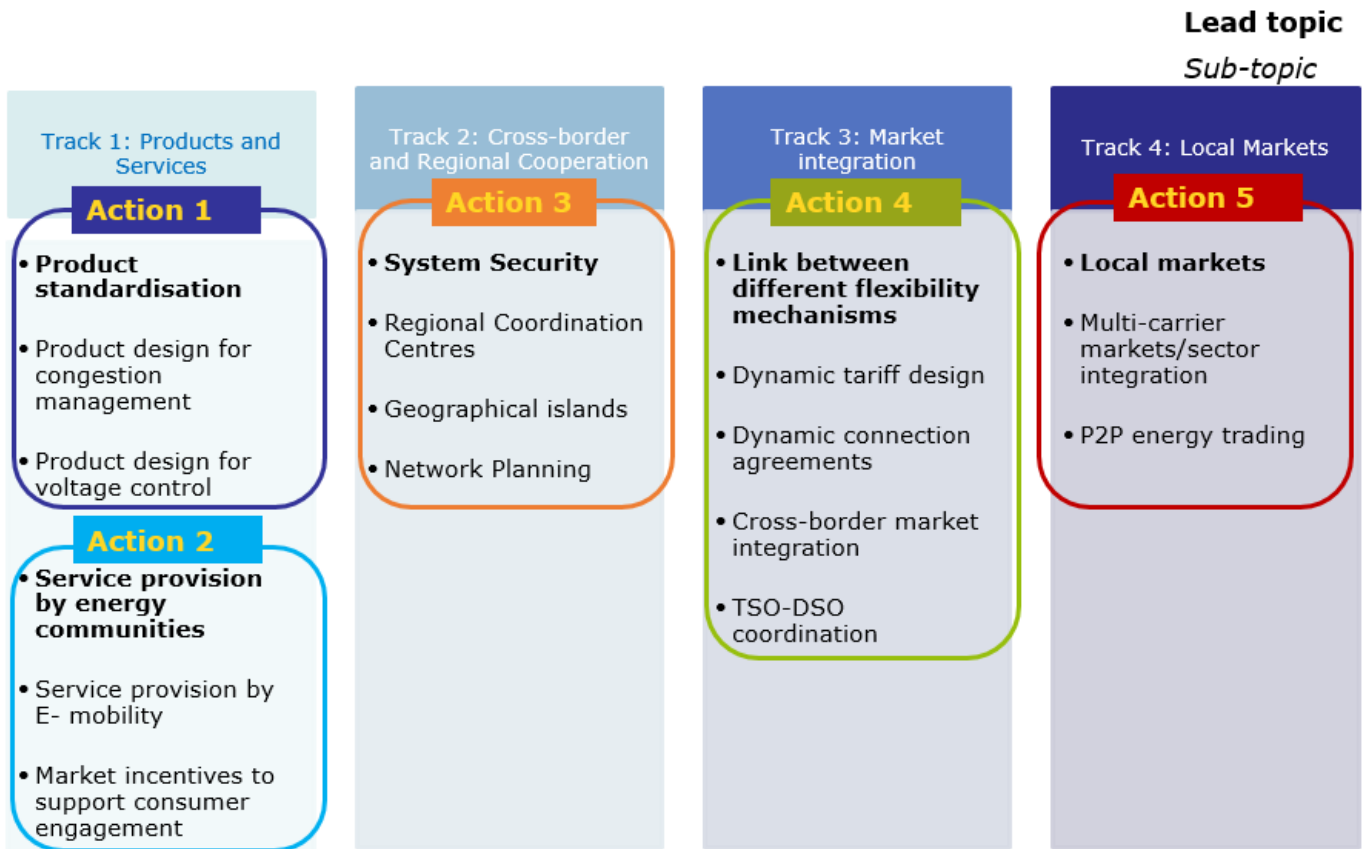 Lead topic
Sub-topic
Track 1: Products and
Services
Action 1
• Product
standardisation
• Product design for
congestion
management
• Product design for
voltage control
Action 2
• Service provision
by energy
communities
• Service provision by
E- mobility
• Market incentives to
support consumer
engagement
Track 2: Cross-border
and Regional Cooperation
Action 3
• System Security
• Regional Coordination
Centres
• Geographical islands
• Network Planning
Track 3: Market
integration
Action 4
• Link between
different flexibility
mechanisms
• Dynamic tariff design
• Dynamic connection
agreements
• Cross-border market
integration
• TSO-DSO
coordination
Track 4: Local Markets
Action 5
• Local markets
• Multi-carrier
markets/sector
integration
• P2P energy trading